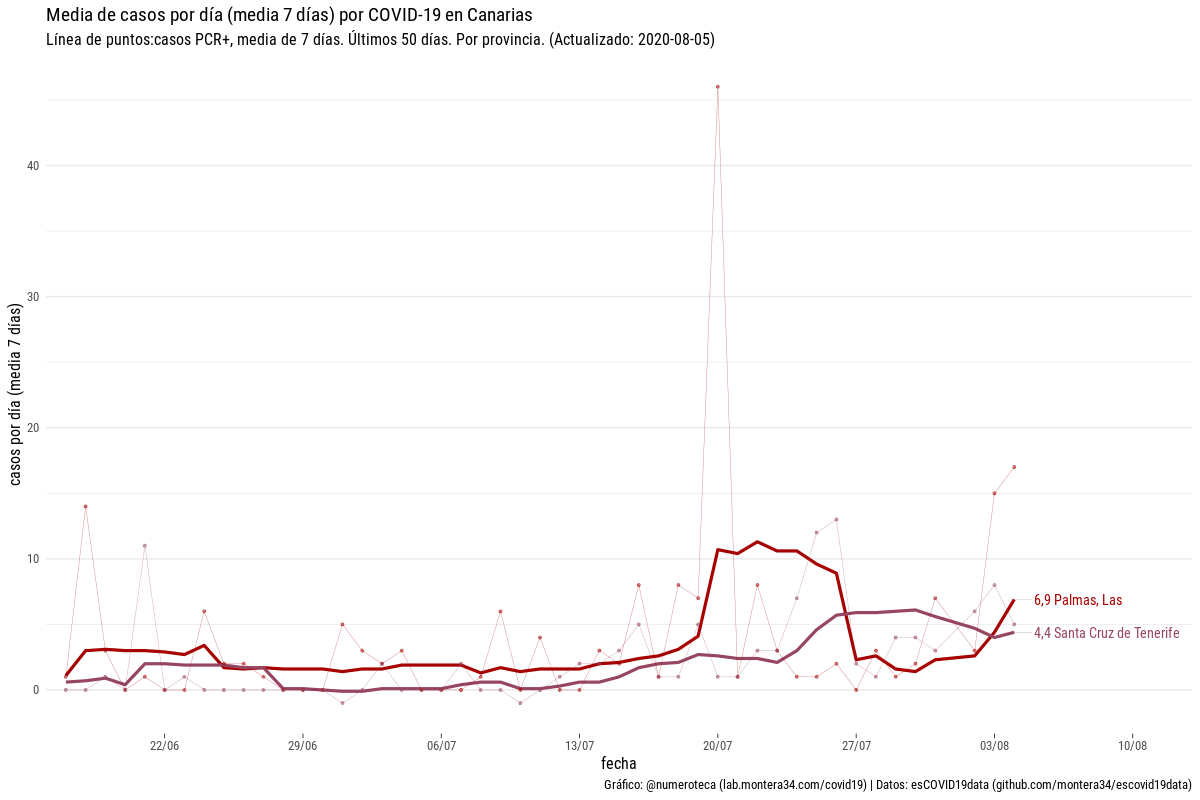 Media de casos por día (media 7 días) por COVID-19 en Canarias
Línea de puntos:casos PCR+, media de 7 días. Últimos 50 días. Por provincia. (Actualizado: 2020-08-05)
casos por día (media 7 días)
40
30
20
10
0
6,9 Palmas, Las
4,4 Santa Cruz de Tenerife
22/06 29/06 06/07 13/07 20/07 27/07 03/08 10/08
fecha
Gráfico: @numeroteca (lab.montera34.com/covid19) | Datos: esCOVID19data (github.com/montera34/escovid19data)